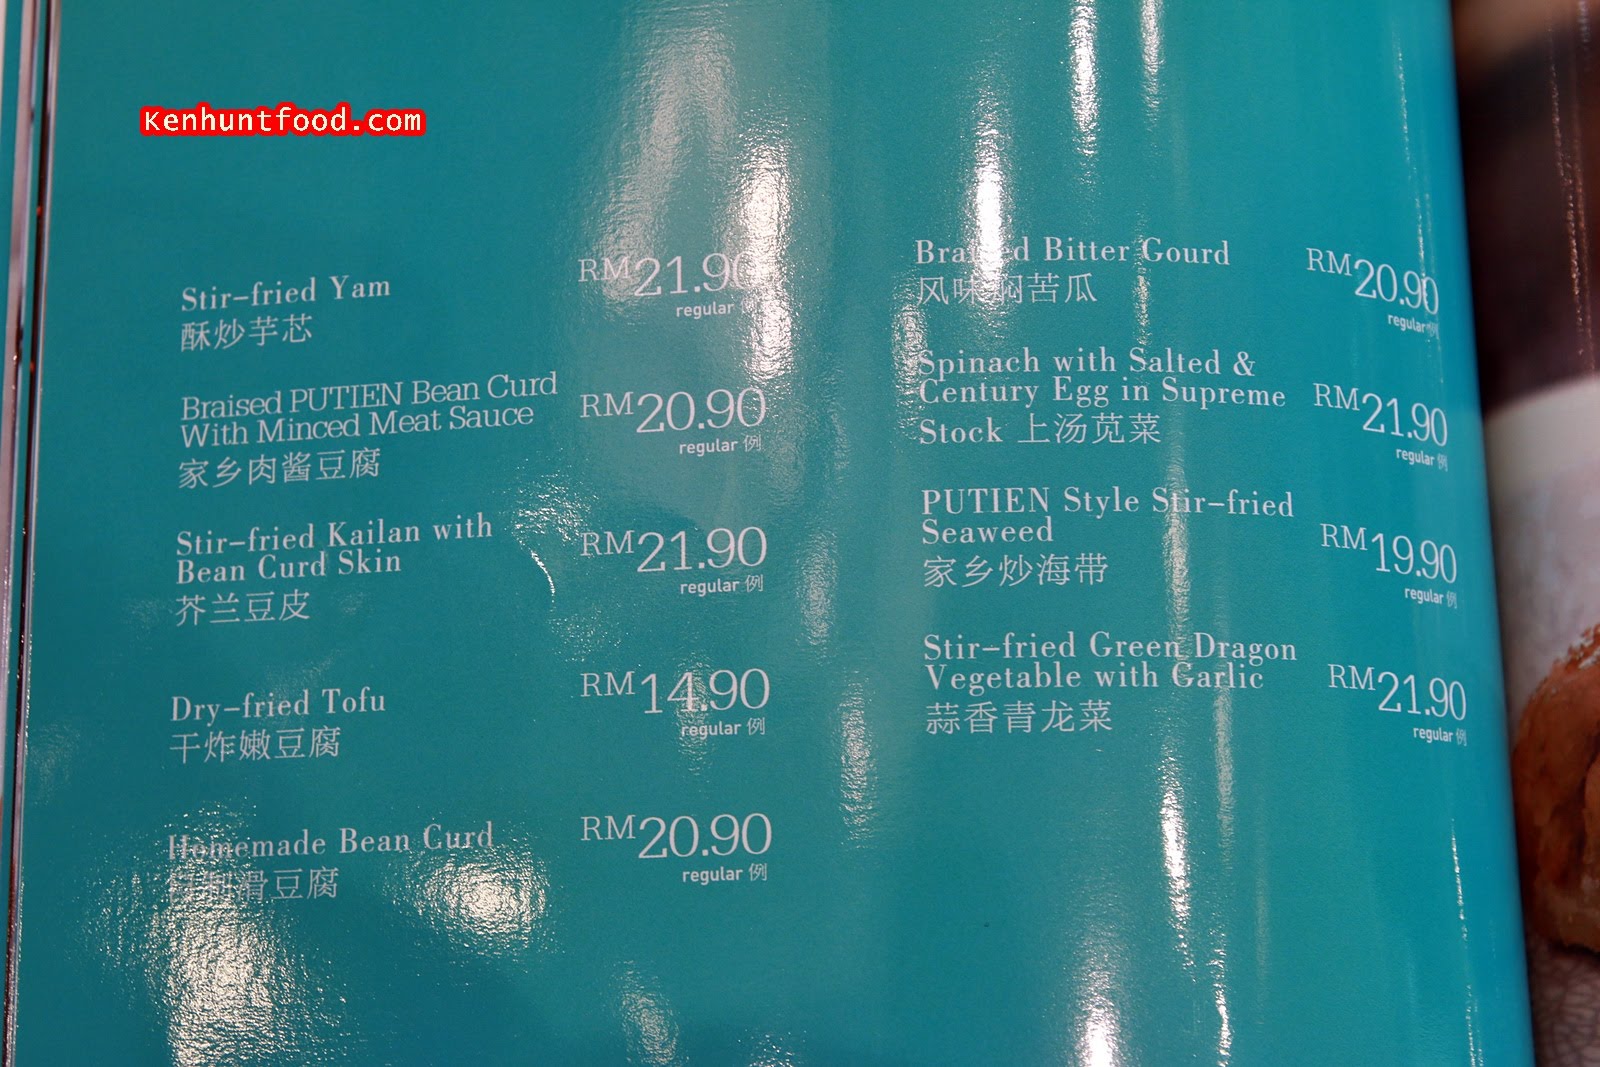 Kenhuntfood.com
Stir-fried Yam
酥炒芋芯
RM21.90
regular 例
Braised PUTIEN Bean Curd
With Minced Meat Sauce
家乡肉酱豆腐
RM20.90
regular 例
Stir-fried Kailan with
Bean Curd Skin
芥兰豆皮
RM21.90
regular 例
Dry-fried Tofu
干炸嫩豆腐
RM14.90
regular 例
Homemade Bean Curd
自制滑豆腐
RM20.90
regular 例
Braised Bitter Gourd
风味焖苦瓜
RM20.90
regular 例
Spinach with Salted &
Century Egg in Supreme
Stock 上汤苋菜
RM21.90
regular 例
PUTIEN Style Stir-fried
Seaweed
家乡炒海带
RM19.90
regular 例
Stir-fried Green Dragon
Vegetable with Garlic
蒜香青龙菜
RM21.90
regular 例